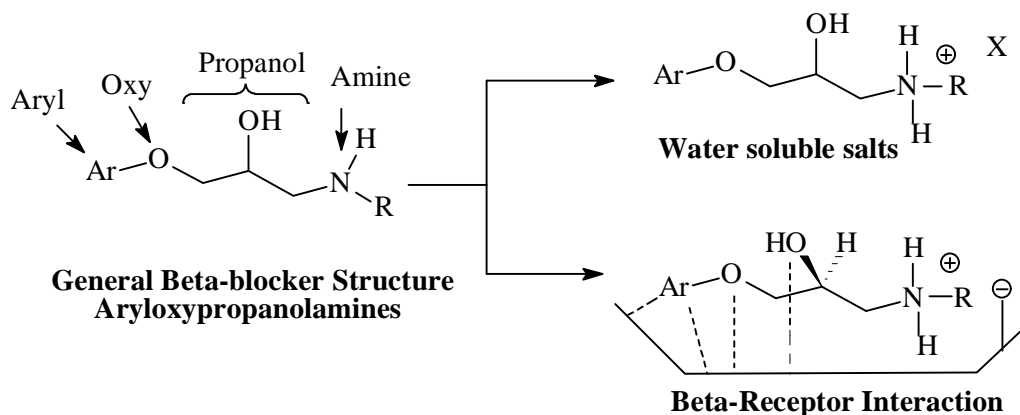 Propanol
Amine
Oxy
Aryl
OH
H
Ar
O
N
R
General Beta-blocker Structure
Aryloxypropanolamines
OH
H
X
Ar
O
N
⊕
R
H
Water soluble salts
HO
H
H
Ar
O
N
⊕
R
⊖
H
Beta-Receptor Interaction